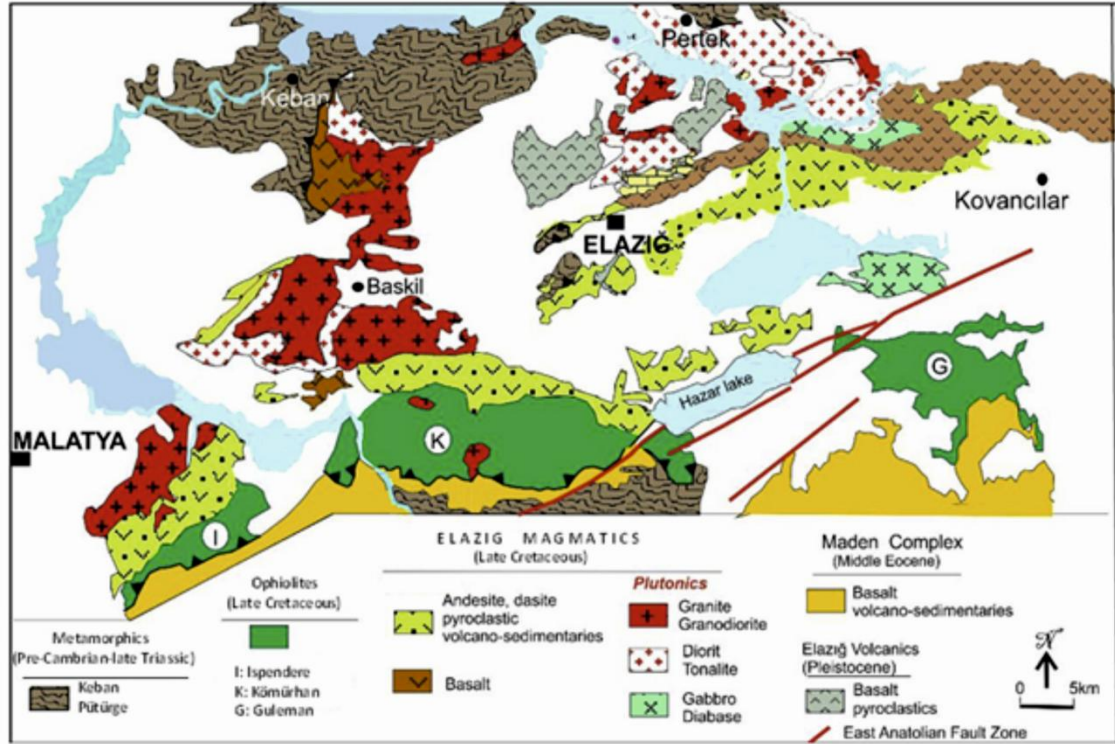 Pertek
Keban
Kovancılar
ELAZIĞ
Baskil
Hazar lake
G
K
MALATYA
I
ELAZIG MAGMATICS
(Late Cretaceous)
Maden Complex
(Middle Eocene)
Ophiolites
(Late Cretaceous)
Plutonics
Andesite, dasite
pyroclastic
volcano-sedimentaries
Granite
Granodiorite
Basalt
volcano-sedimentaries
Metamorphics
(Pre-Cambrian-late Triassic)
I: Ispendere
K: Kömürhan
G: Guleman
Diorit
Tonalite
Elazığ Volcanics
(Pleistocene)
N
Keban
Pütürge
Basalt
Gabbro
Diabase
Basalt
pyroclastics
0 5km
East Anatolian Fault Zone